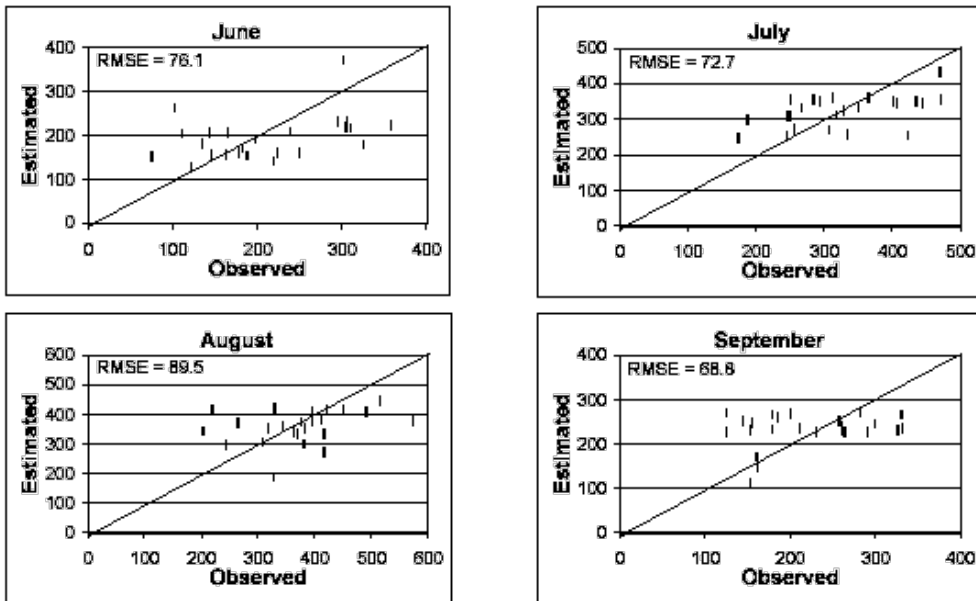 June
RMSE = 76.1
400
300
200
100
0
Estimated
0 100 200 300 400
Observed
July
RMSE = 72.7
500
400
300
200
100
0
Estimated
0 100 200 300 400 500
Observed
August
RMSE = 89.5
600
500
400
300
200
100
0
Estimated
0 100 200 300 400 500 600
Observed
September
RMSE = 68.8
400
300
200
100
0
Estimated
0 100 200 300 400
Observed